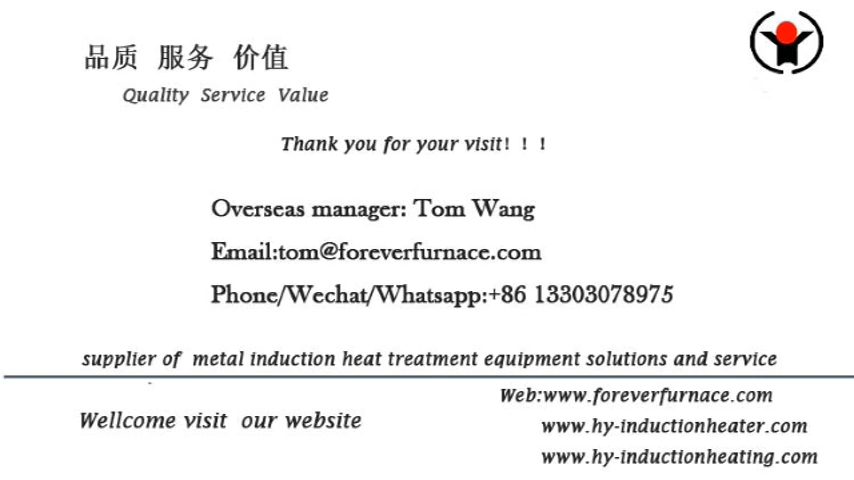 品质 服务 价值
Quality Service Value
Thank you for your visit！！！
Overseas manager: Tom Wang
Email:tom@foreverfurnace.com
Phone/Wechat/Whatsapp:+86 13303078975
supplier of metal induction heat treatment equipment solutions and service
Wellcome visit our website
Web:www.foreverfurnace.com
www.hy-inductionheater.com
www.hy-inductionheating.com